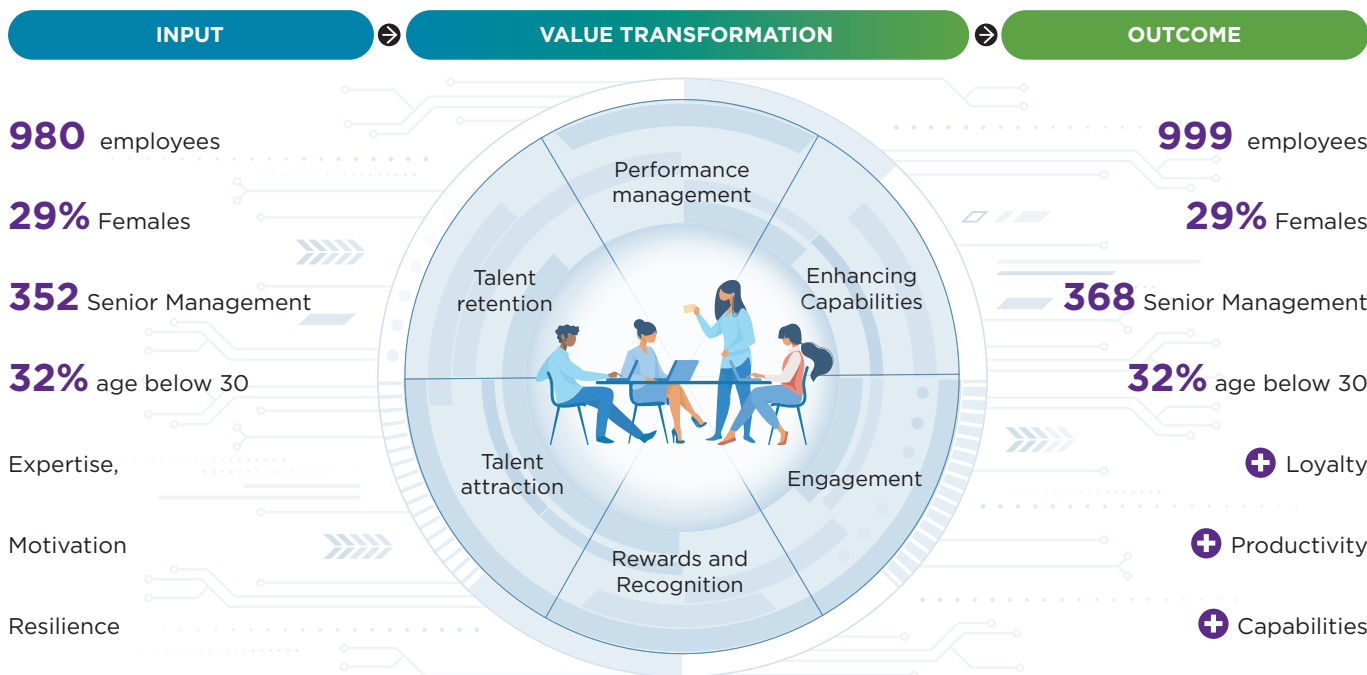 INPUT
VALUE TRANSFORMATION
OUTCOME
980 employees
29% Females
352 Senior Management
32% age below 30
Expertise,
Motivation
Resilience
Performance
management
Enhancing
Capabilities
Engagement
Rewards and
Recognition
Talent
attraction
Talent
retention
999 employees
29% Females
368 Senior Management
32% age below 30
Loyalty
Productivity
Capabilities